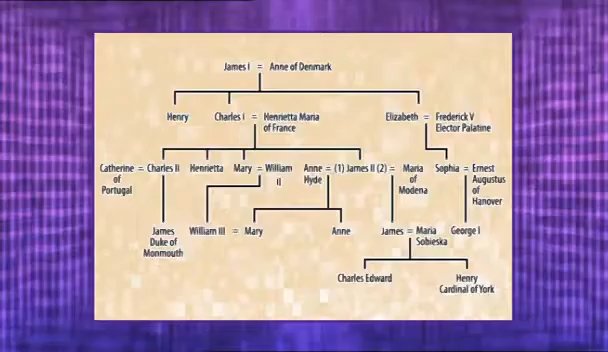 James I = Anne of Denmark
Henry Charles I = Henrietta Maria Elizabeth = Frederick V
of France Elector Palatine
Catherine = Charles II Henrietta Mary = William Anne = (1) James II (2) = Maria Sophia = Ernest
of II Hyde of Augustus
Portugal Modena of
Hanover
James William III = Mary Anne James = Maria George I
Duke of Sobieska
Monmouth
Charles Edward Henry
Cardinal of York